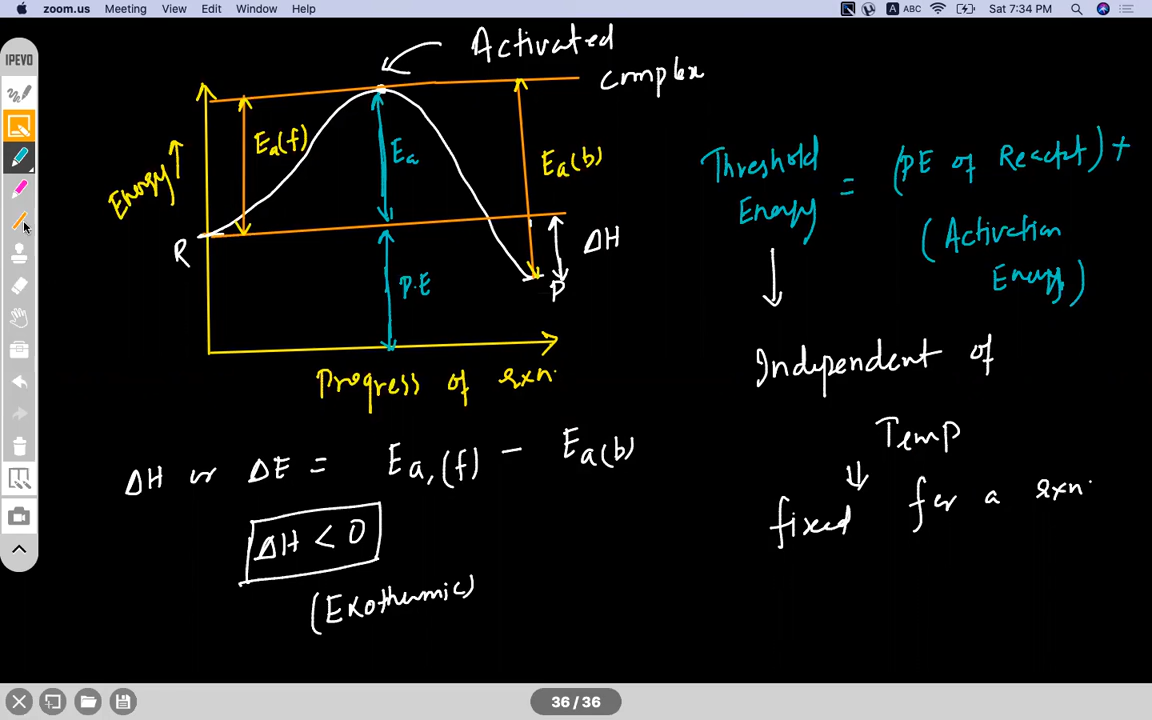 zoom.us Meeting View Edit Window Help
ABC Sat 7:34 PM
IPEVO
Activated
complex
Energy ↑
Ea(f)
Ea
Ea(b)
R
P.E
ΔH
P
Progress of rxn.
Threshold
Energy
= (PE of Reactat) +
(Activation
Energy)
Independent of
Temp
fixed for a rxn.
ΔH or ΔE = Ea,(f) - Ea(b)
ΔH < 0
(Exothermic)
36 / 36